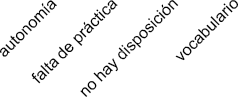 autonomía
falta de práctica
no hay disposición
vocabulario